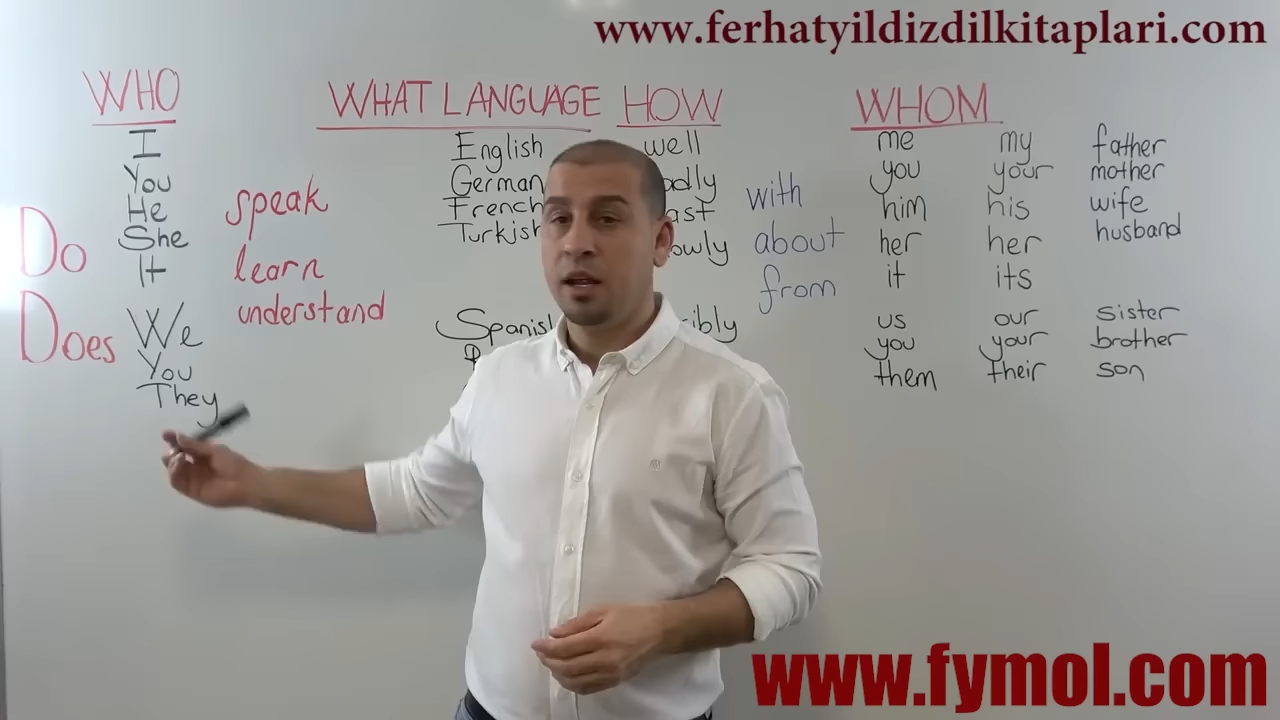 www.ferhatyildizdilkitaplari.com
WHO
I
You
He
She
It
We
You
They
Do
Does
speak
learn
understand
WHAT LANGUAGE
English
German
French
Turkish
Spanish
HOW
well
with
about
from
WHOM
me
you
him
her
it
us
you
them
my
your
his
her
its
our
your
their
father
mother
wife
husband
sister
brother
son
www.fymol.com